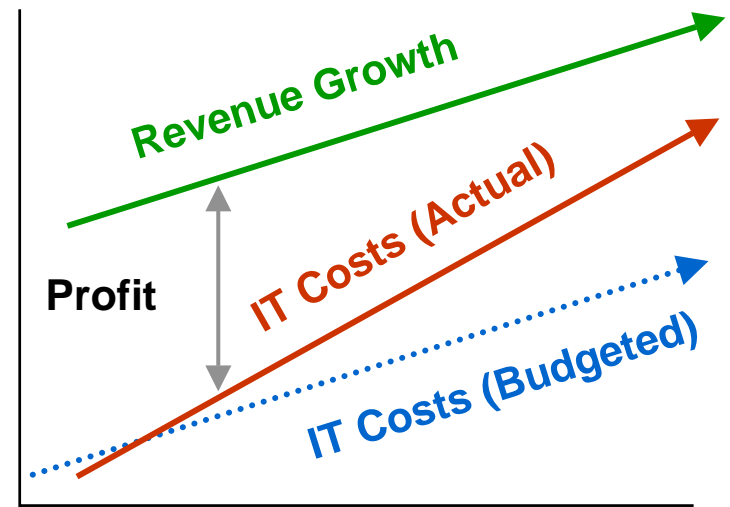 Revenue Growth
IT Costs (Actual)
Profit
IT Costs (Budgeted)